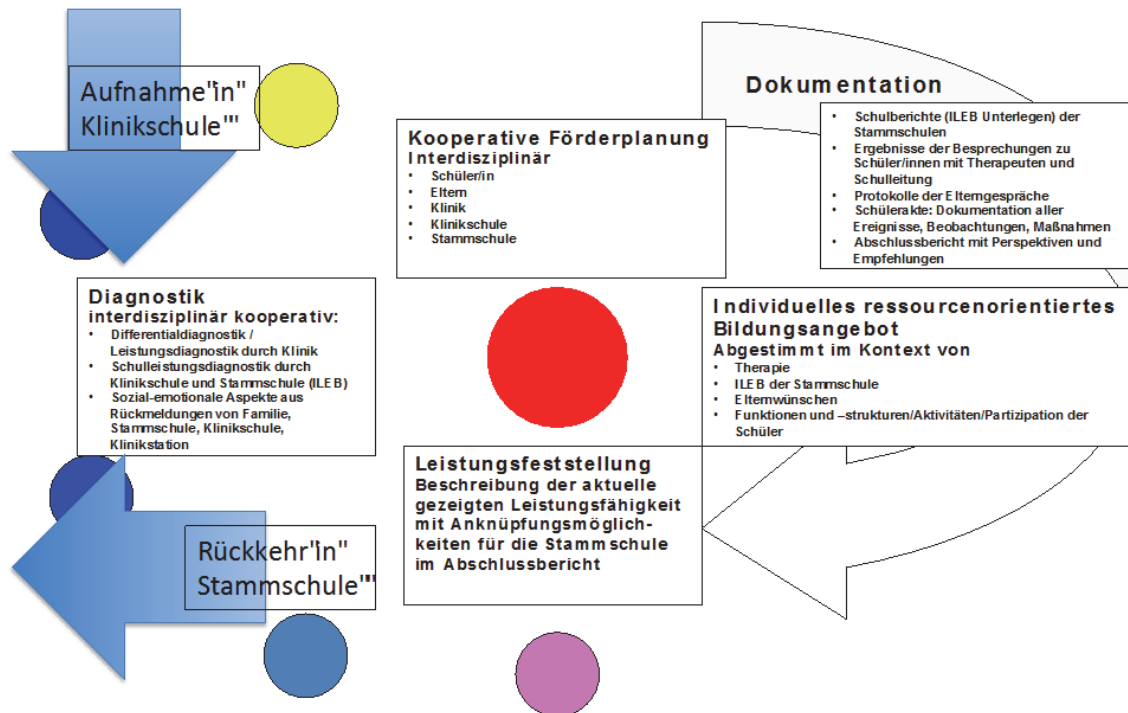 Aufnahme"in"
Klinikschule"'
Dokumentation
• Schulberichte (ILEB Unterlegen) der
Stammschulen
• Ergebnisse der Besprechungen zu
Schüler/innen mit Therapeuten und
Schulleitung
• Protokolle der Elterngespräche
• Schülerakte: Dokumentation aller
Ereignisse, Beobachtungen, Maßnahmen
• Abschlussbericht mit Perspektiven und
Empfehlungen
Kooperative Förderplanung
Interdisziplinär
• Schüler/in
• Eltern
• Klinik
• Klinikschule
• Stammschule
Diagnostik
interdisziplinär kooperativ:
• Differentialdiagnostik /
Leistungsdiagnostik durch Klinik
• Schulleistungsdiagnostik durch
Klinikschule und Stammschule (ILEB)
• Sozial-emotionale Aspekte aus
Rückmeldungen von Familie,
Stammschule, Klinikschule,
Klinikstation
Individuelles ressourcenorientiertes
Bildungsangebot
Abgestimmt im Kontext von
• Therapie
• ILEB der Stammschule
• Elternwünschen
• Funktionen und –strukturen/Aktivitäten/Partizipation der
Schüler
Leistungsfeststellung
Beschreibung der aktuelle
gezeigten Leistungsfähigkeit
mit Anknüpfungsmöglich-
keiten für die Stammschule
im Abschlussbericht
Rückkehr"in"
Stammschule"'